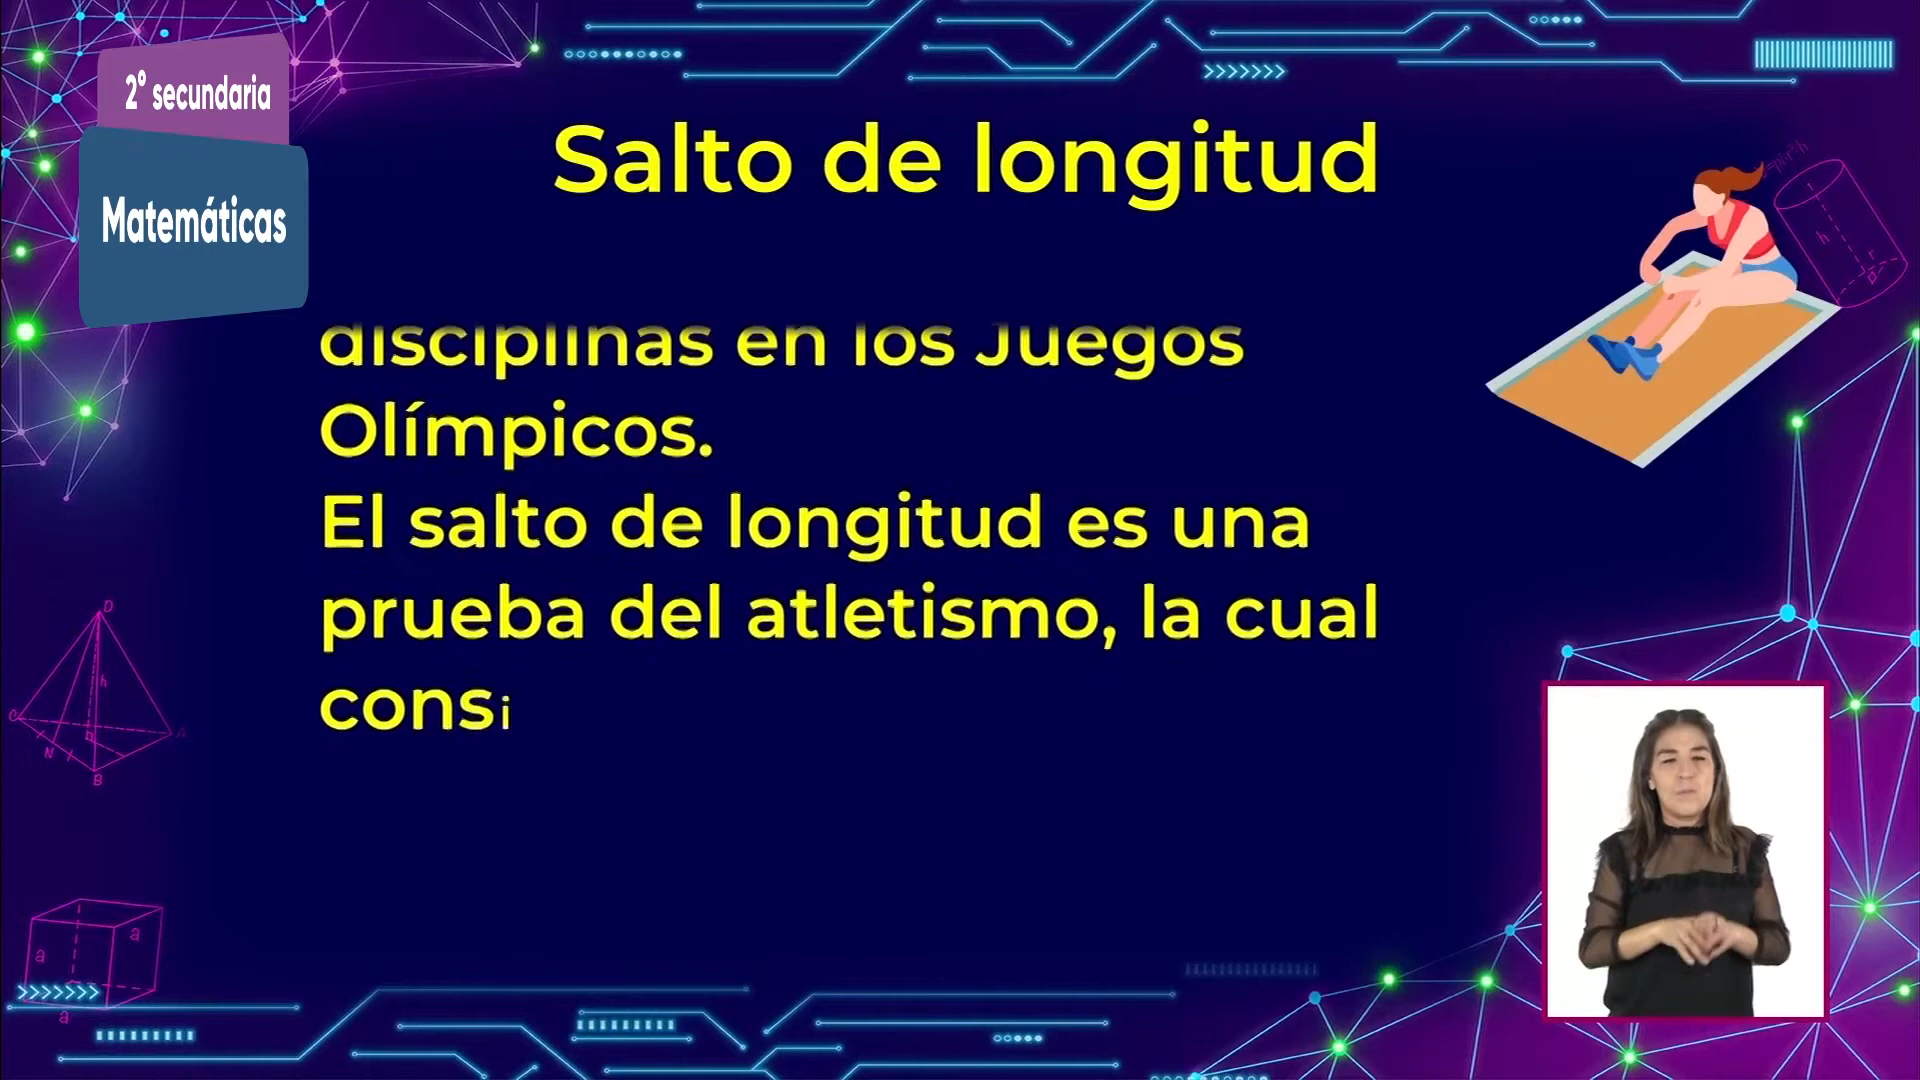 2° secundaria
Matemáticas
Salto de longitud
disciplinas en los Juegos
Olímpicos.
El salto de longitud es una
prueba del atletismo, la cual
consi
h
r
D
h
C
A
N
b
B
a
a
a